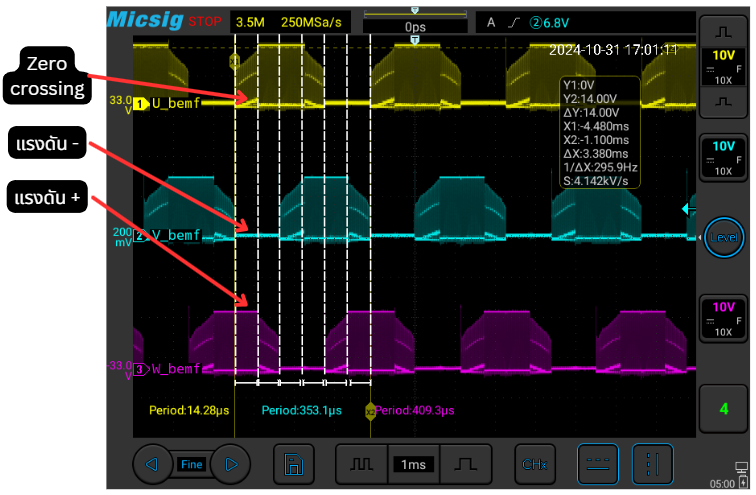 Micsig STOP
3.5M 250MSa/s
0ps
A ②6.8V
2024-10-31 17:01:11
Zero
crossing
แรงดัน -
แรงดัน +
X1
T
33.0
V
1 U_bemf
200
mV
2 V_bemf
-33.0
V
3 W_bemf
Y1:0V
Y2:14.00V
ΔY:14.00V
X1:-4.480ms
X2:-1.100ms
ΔX:3.380ms
1/ΔX:295.9Hz
S:4.142kV/s
10V
F
10X
10V
F
10X
Level
10V
F
10X
4
Period:14.28μs
Period:353.1μs
X2
Period:409.3μs
Fine
1ms
CHx
05:00